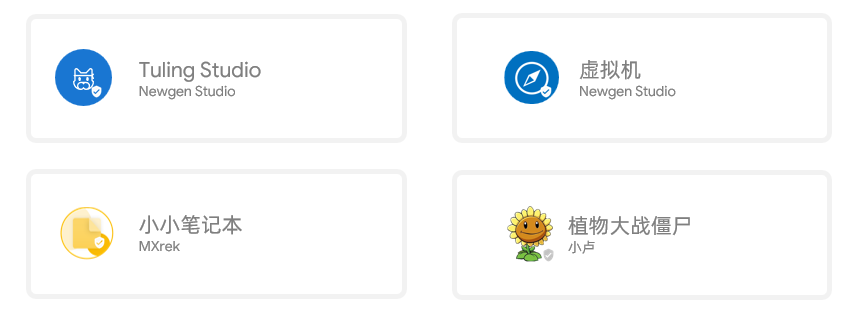 Tuling Studio
Newgen Studio
虚拟机
Newgen Studio
小小笔记本
MXrek
植物大战僵尸
小卢